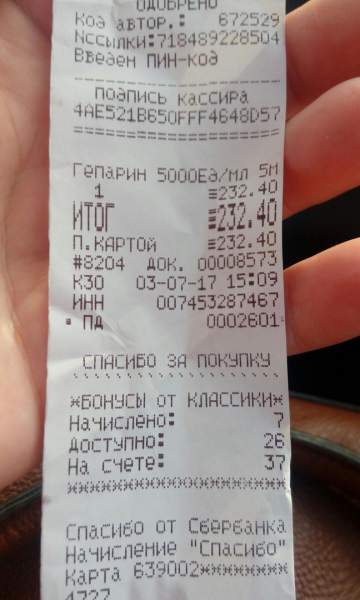 ОДОБРЕНО
Код автор.: 672529
Nссылки:718489228504
Введен ПИН-код
подпись кассира
4AE521B650FFF4648D57
====================
Гепарин 5000Ед/мл 5м
1 ≡232.40
ИТОГ ≡232.40
П.КАРТОЙ ≡232.40
#8204 ДОК. 00008573
К30 03-07-17 15:09
ИНН 007453287467
ПД 0002601
СПАСИБО ЗА ПОКУПКУ
*БОНУСЫ ОТ КЛАССИКИ*
Начислено: 7
Доступно: 26
На счете: 37
********************
Спасибо от Сбербанка
Начисление "Спасибо"
Карта 639002********
4727